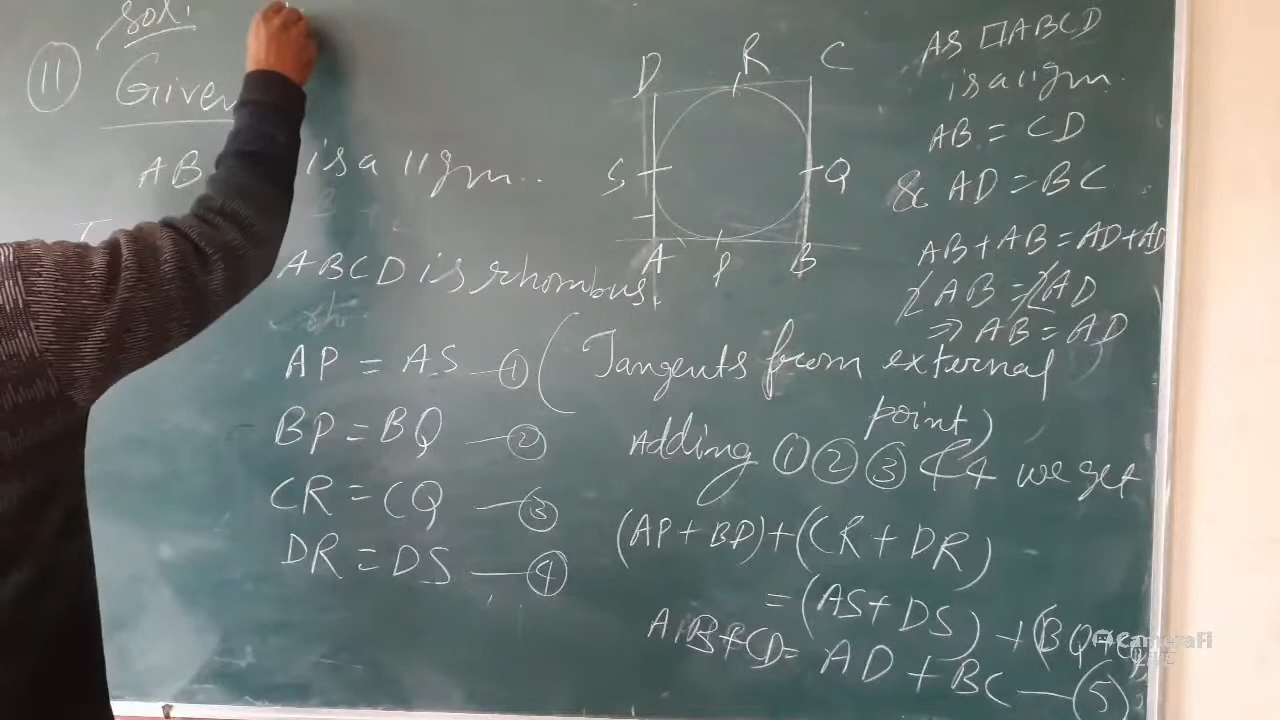 Sol.
11 Given
AB is a 11gm..
ABCD is rhombus.
AP = AS — 1 (Tangents from external point)
BP = BQ — 2
CR = CQ — 3
DR = DS — 4
D R C
S Q
A P B
As □ABCD
is a 11gm.
AB = CD
& AD = BC
AB + AB = AD + AD
2AB = 2AD
⇒ AB = AD
Adding 1 2 3 & 4 we get
(AP + BP) + (CR + DR)
= (AS + DS) + (BQ + CQ
AB + CD = AD + BC — 5
CameraFi